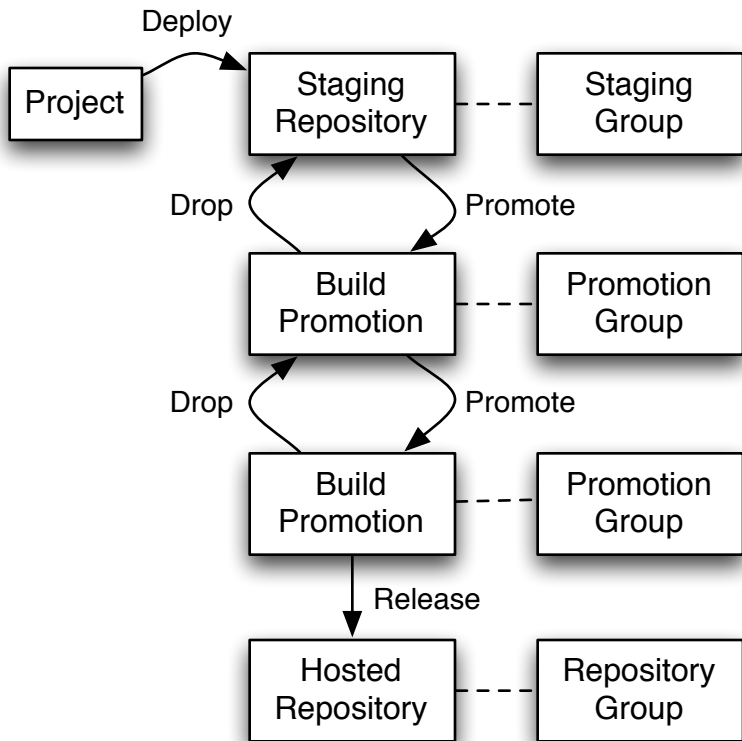 Deploy
Project
Staging
Repository
Staging
Group
Drop
Promote
Build
Promotion
Promotion
Group
Drop
Promote
Build
Promotion
Promotion
Group
Release
Hosted
Repository
Repository
Group